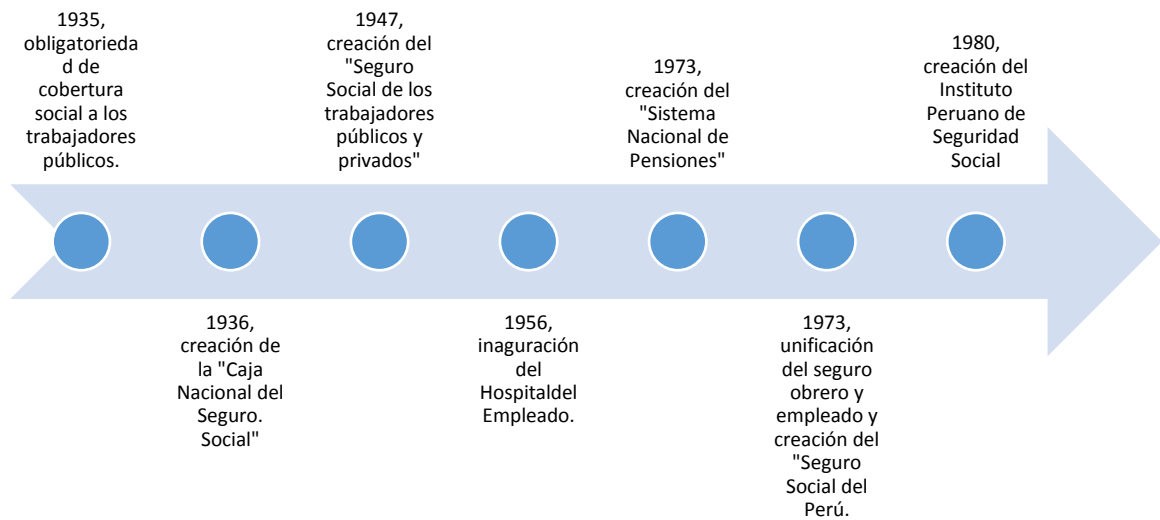 1935,
obligatorieda
d de
cobertura
social a los
trabajadores
públicos.
1936,
creación de
la "Caja
Nacional del
Seguro.
Social"
1947,
creación del
"Seguro
Social de los
trabajadores
públicos y
privados"
1956,
inaguración
del
Hospitaldel
Empleado.
1973,
creación del
"Sistema
Nacional de
Pensiones"
1973,
unificación
del seguro
obrero y
empleado y
creación del
"Seguro
Social del
Perú.
1980,
creación del
Instituto
Peruano de
Seguridad
Social